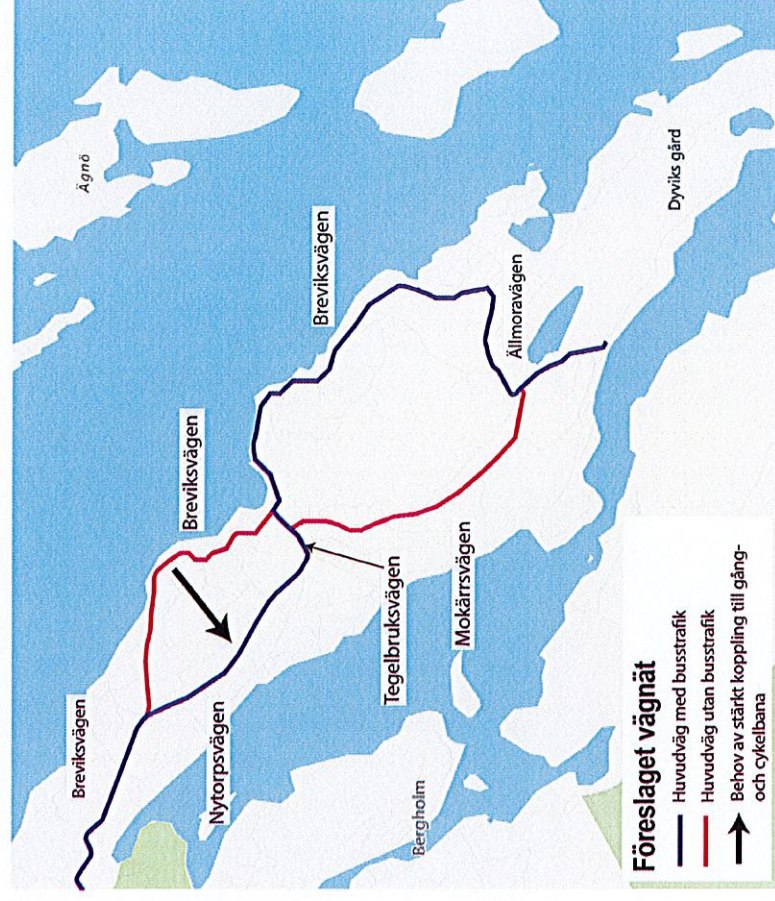 Ägnö
Breviksvägen
Breviksvägen
Breviksvägen
Dyviks gård
Ällmoravägen
Tegelbruksvägen
Mokärrsvägen
Nytorpsvägen
Bergholm
Föreslaget vägnät
Huvudväg med busstrafik
Huvudväg utan busstrafik
Behov av stärkt koppling till gång-
och cykelbana